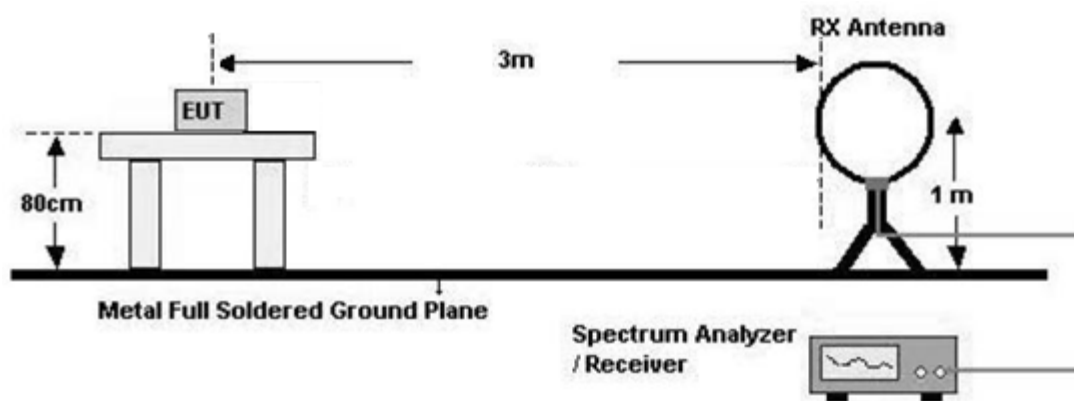 RX Antenna
3m
EUT
80cm
1 m
Metal Full Soldered Ground Plane
Spectrum Analyzer
/ Receiver